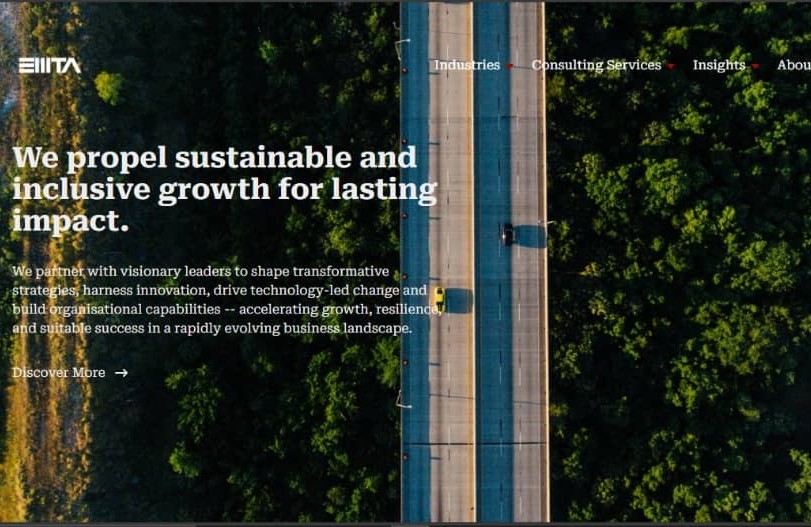 EIIITA
Industries Consulting Services Insights Abou
We propel sustainable and
inclusive growth for lasting
impact.
We partner with visionary leaders to shape transformative
strategies, harness innovation, drive technology-led change and
build organisational capabilities -- accelerating growth, resilience,
and suitable success in a rapidly evolving business landscape.
Discover More